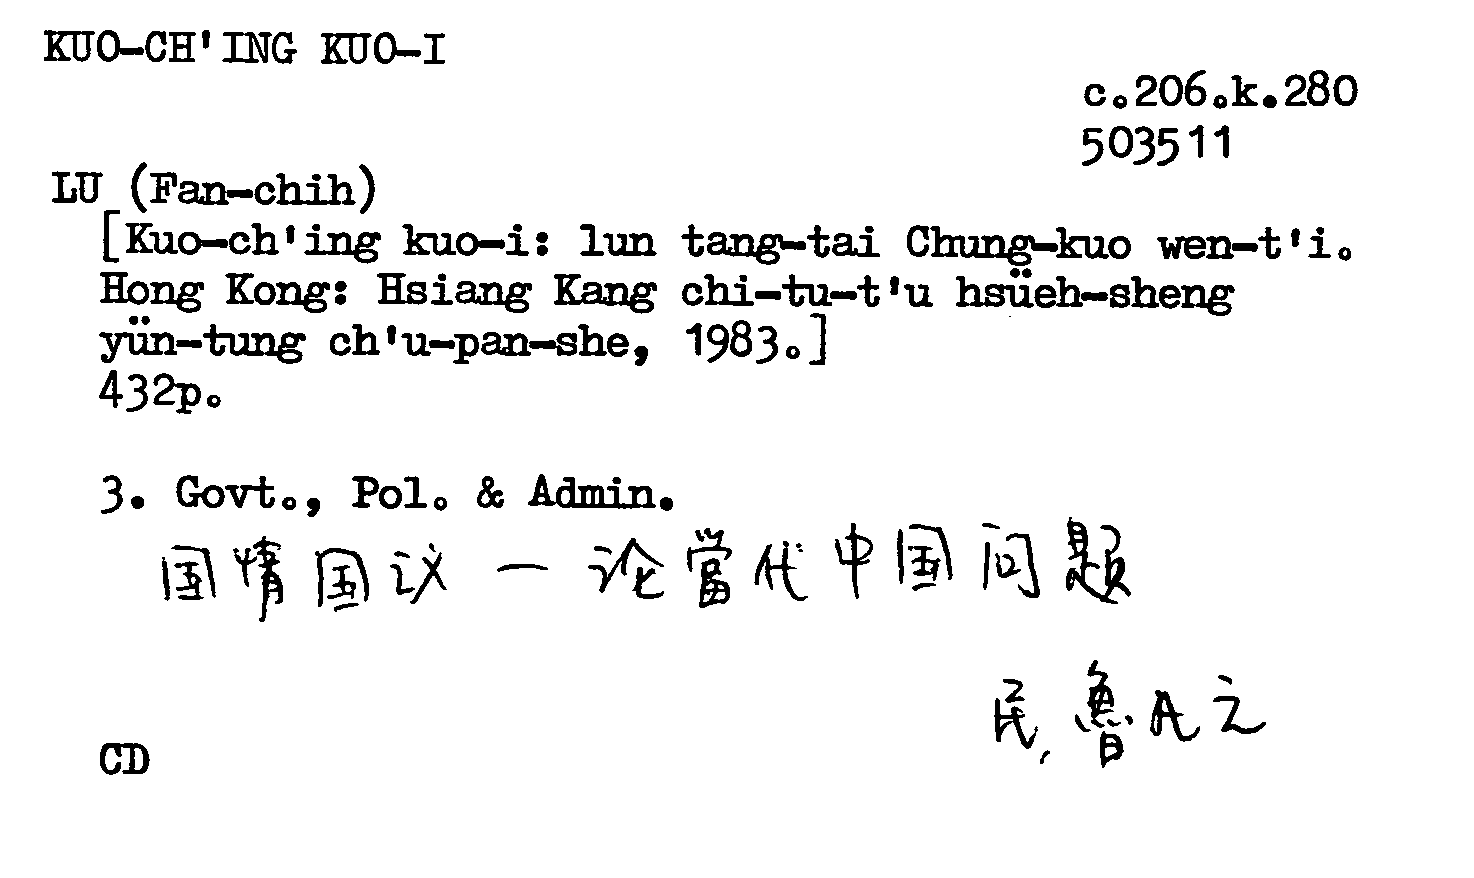 KUO-CH'ING KUO-I
c.206.k.280
503511
LU (Fan-chih)
[Kuo-ch'ing kuo-i: lun tang-tai Chung-kuo wen-t'i.
Hong Kong: Hsiang Kang chi-tu-t'u hsüeh-sheng
yün-tung ch'u-pan-she, 1983.]
432p.
3. Govt., Pol. & Admin.
国情国议 — 论當代中国问题
民, 魯凡之
CD